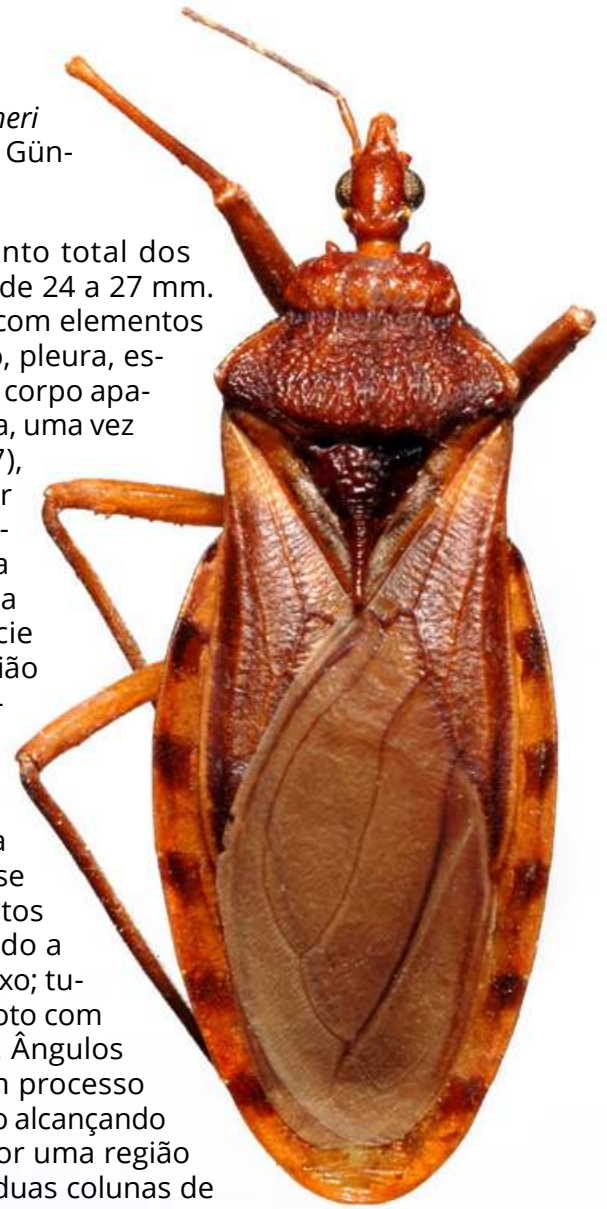 neri
Gün-
nto total dos
de 24 a 27 mm.
com elementos
o, pleura, es-
corpo apa-
a, uma vez
7),
r
-
a
a
cie
ião
-
a
se
tos
do a
xo; tu-
oto com
. Ângulos
m processo
o alcançando
or uma região
duas colunas de